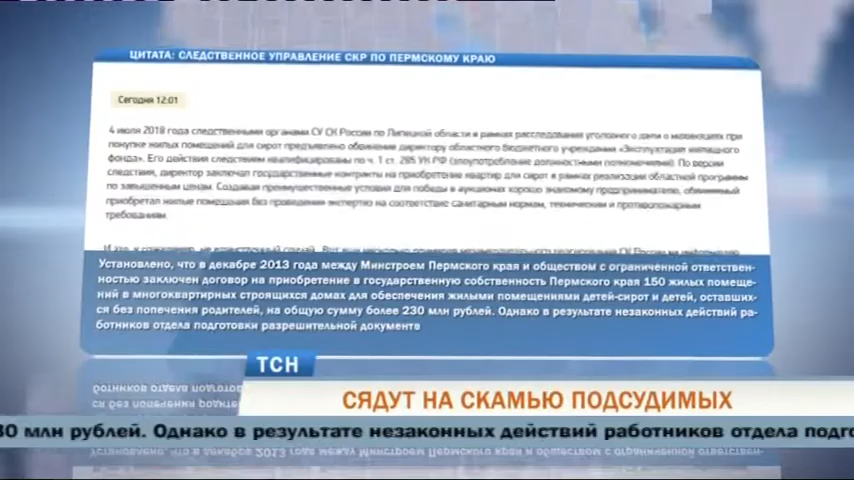 ЦИТАТА: СЛЕДСТВЕННОЕ УПРАВЛЕНИЕ СКР ПО ПЕРМСКОМУ КРАЮ
Сегодня 12:01
4 июля 2018 года следственными органами СУ СК России по Липецкой области в рамках расследования уголовного дела о махинациях при
покупке жилых помещений для сирот предъявлено обвинение директору областного бюджетного учреждения «Эксплуатация жилищного
фонда». Его действия следствием квалифицированы по ч. 1 ст. 285 УК РФ (злоупотребление должностными полномочиями). По версии
следствия, директор заключал государственные контракты на приобретение квартир для сирот в рамках реализации областной программы
по завышенным ценам. Создавая преимущественные условия для победы в аукционах хорошо знакомому предпринимателю, обвиняемый
приобретал жилые помещения без проведения экспертиз на соответствие санитарным нормам, техническим и противопожарным
требованиям.
Установлено, что в декабре 2013 года между Минстроем Пермского края и обществом с ограниченной ответствен-
ностью заключен договор на приобретение в государственную собственность Пермского края 150 жилых помеще-
ний в многоквартирных строящихся домах для обеспечения жилыми помещениями детей-сирот и детей, оставших-
ся без попечения родителей, на общую сумму более 230 млн рублей. Однако в результате незаконных действий ра-
ботников отдела подготовки разрешительной документа
ТСН
СЯДУТ НА СКАМЬЮ ПОДСУДИМЫХ
30 млн рублей. Однако в результате незаконных действий работников отдела подго